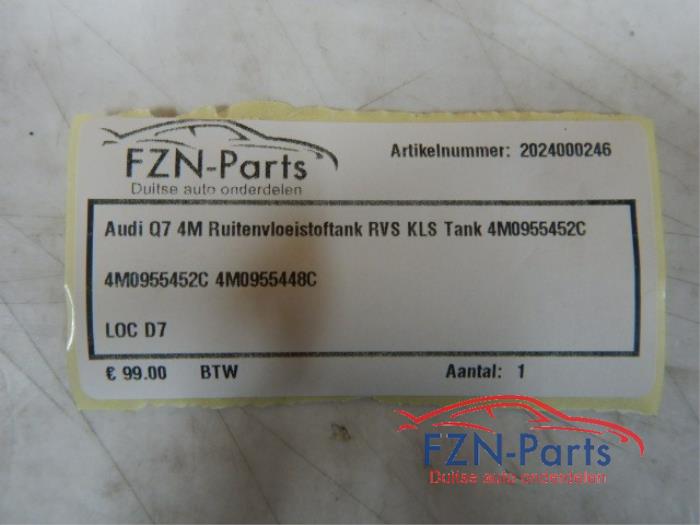 FZN-Parts
Duitse auto onderdelen
Artikelnummer: 2024000246
Audi Q7 4M Ruitenvloeistoftank RVS KLS Tank 4M0955452C
4M0955452C 4M0955448C
LOC D7
€ 99.00 BTW Aantal: 1
FZN-Parts
Duitse auto onderdelen